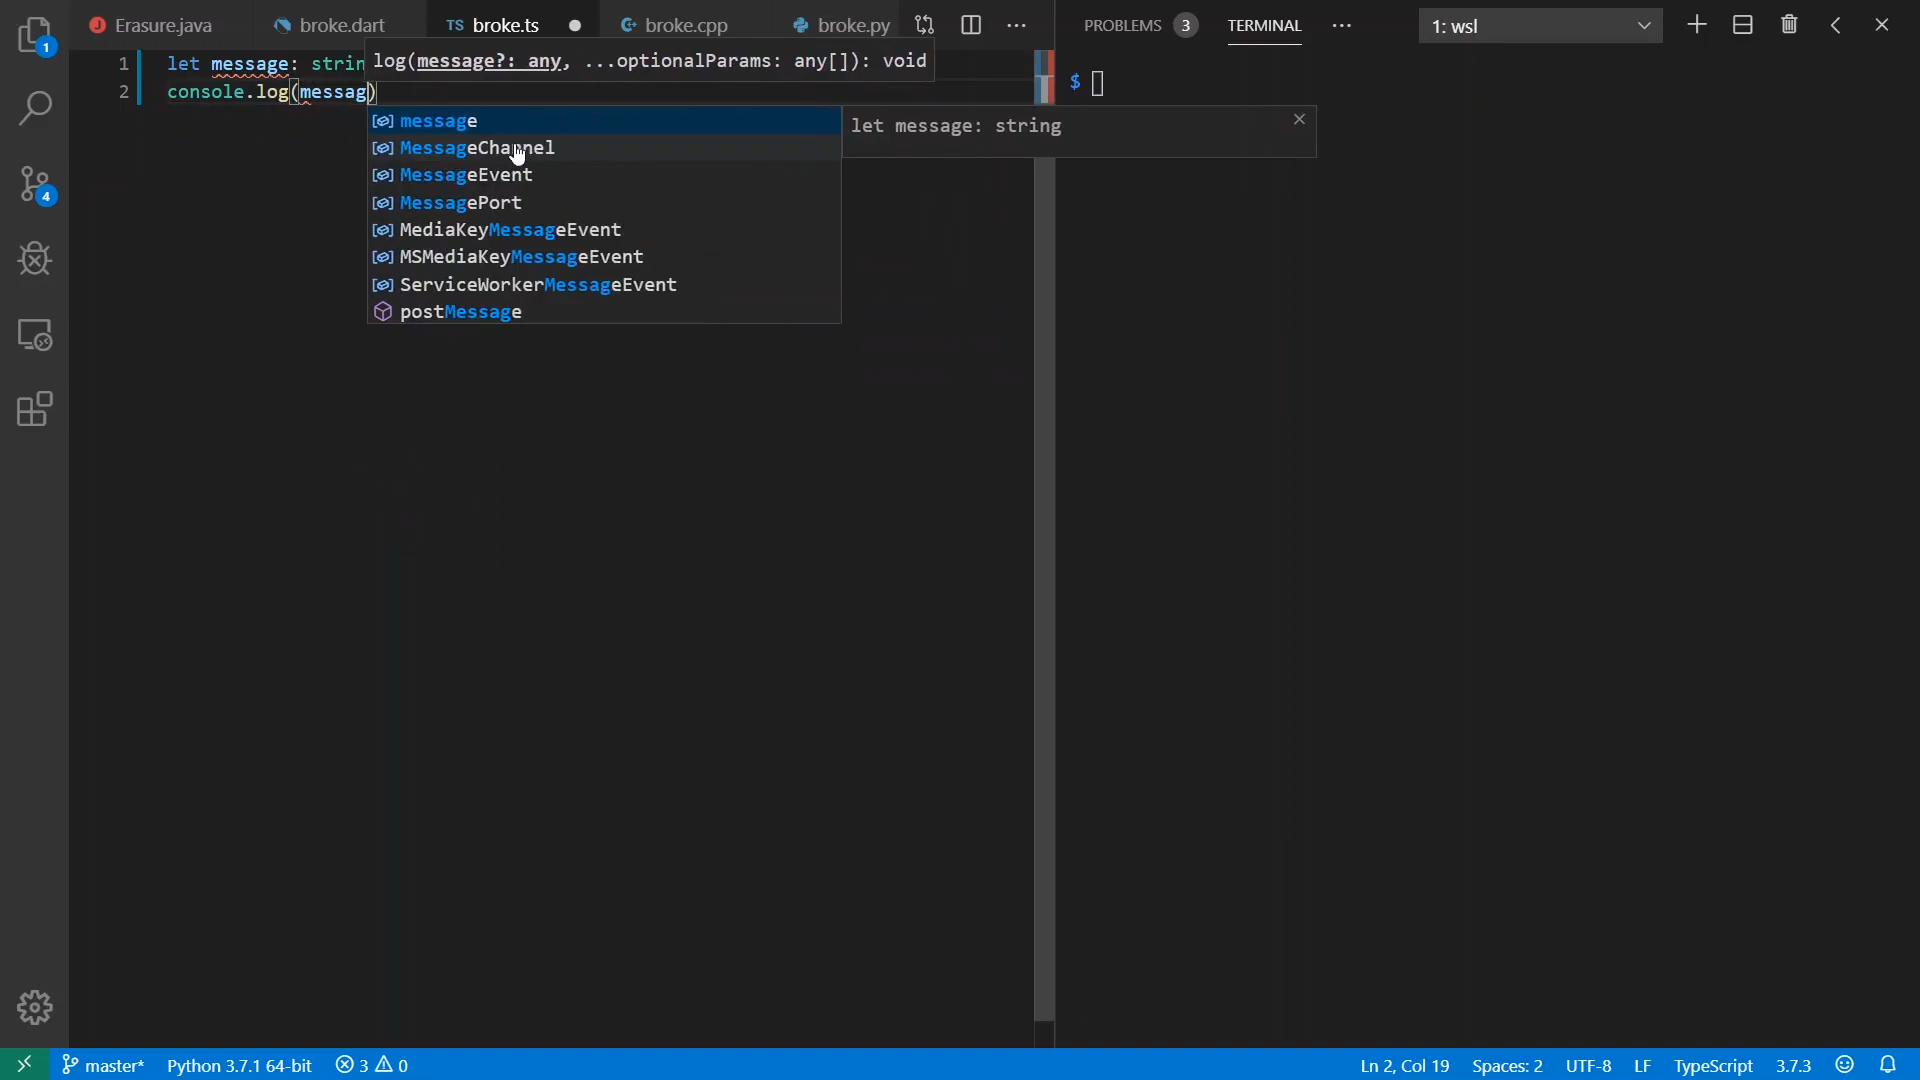 Erasure.java broke.dart TS broke.ts broke.cpp broke.py PROBLEMS 3 TERMINAL 1: wsl
1
1 let message: strin
log(message?: any, ...optionalParams: any[]): void
2 console.log(messag)
$
message
let message: string
MessageChannel
MessageEvent
MessagePort
MediaKeyMessageEvent
MSMediaKeyMessageEvent
ServiceWorkerMessageEvent
postMessage
4
master* Python 3.7.1 64-bit 3 0 Ln 2, Col 19 Spaces: 2 UTF-8 LF TypeScript 3.7.3